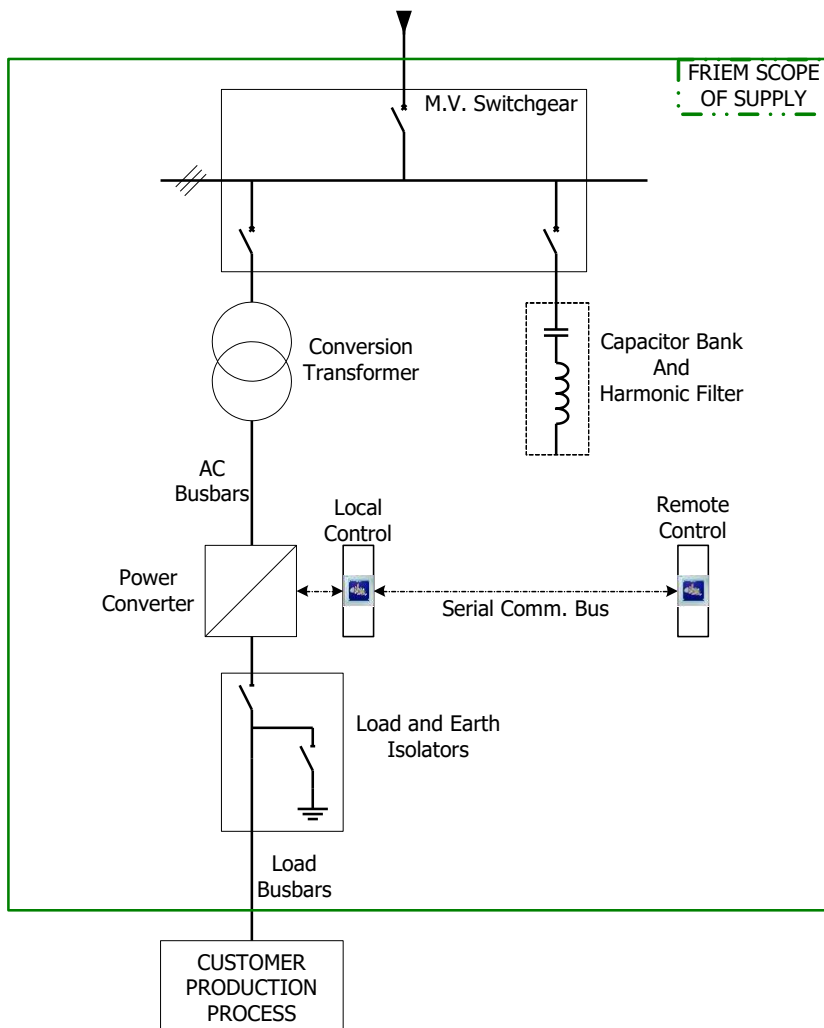 FRIEM SCOPE
OF SUPPLY
M.V. Switchgear
Conversion
Transformer
Capacitor Bank
And
Harmonic Filter
AC
Busbars
Local
Control
Remote
Control
Power
Converter
Serial Comm. Bus
Load and Earth
Isolators
Load
Busbars
CUSTOMER
PRODUCTION
PROCESS